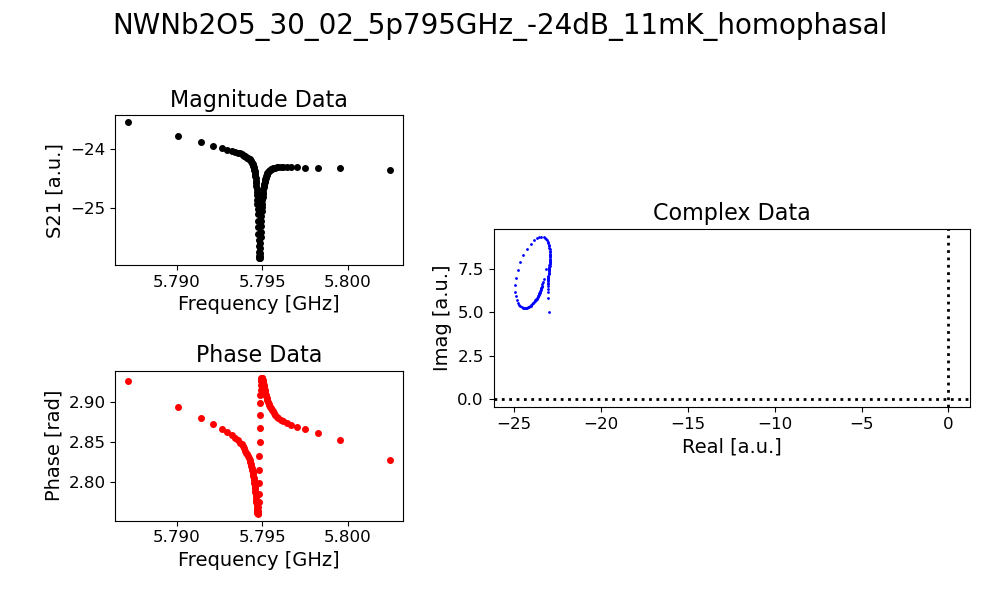 NWNb2O5_30_02_5p795GHz_-24dB_11mK_homophasal
Magnitude Data
S21 [a.u.]
−24
−25
5.790 5.795 5.800
Frequency [GHz]
Phase Data
Phase [rad]
2.90
2.85
2.80
5.790 5.795 5.800
Frequency [GHz]
Complex Data
Imag [a.u.]
7.5
5.0
2.5
0.0
−25 −20 −15 −10 −5 0
Real [a.u.]